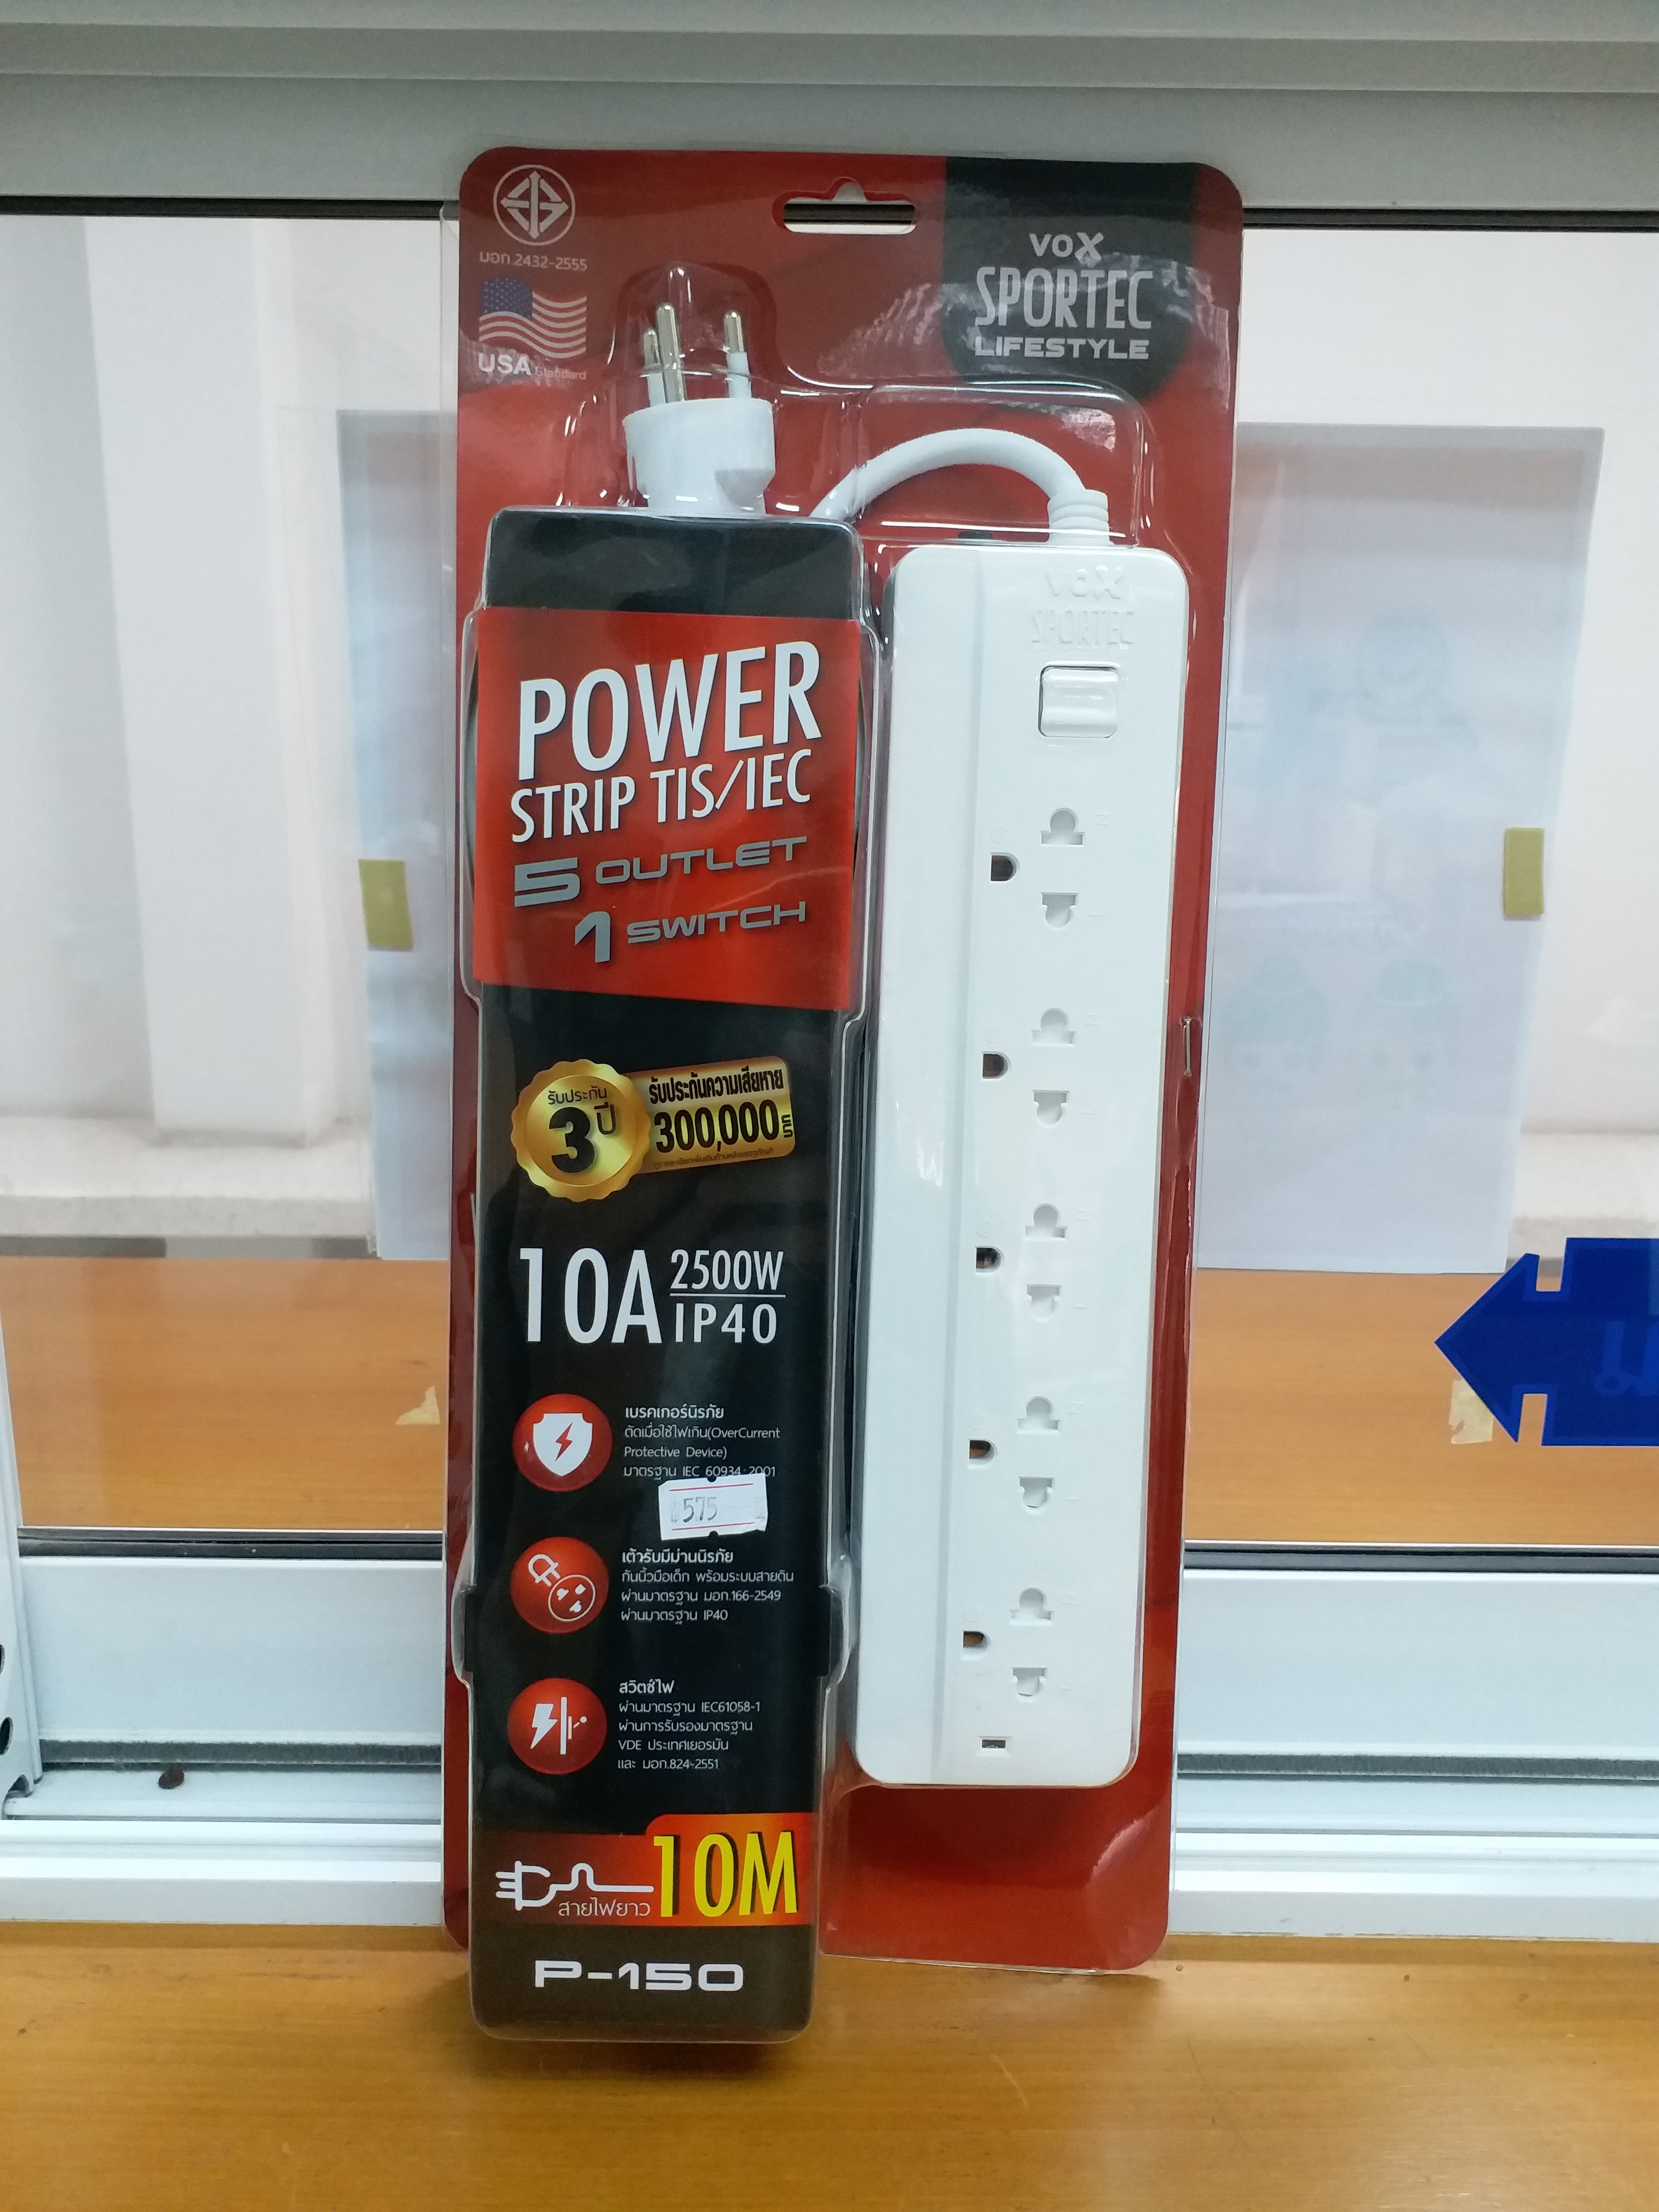 มอก.2432-2555
USA Standard
VOX
SPORTEC
LIFESTYLE
VOX
SPORTEC
POWER
STRIP TIS/IEC
5 OUTLET
1 SWITCH
รับประกัน
3 ปี
รับประกันความเสียหาย
300,000 บาท
10A 2500W
IP40
เบรคเกอร์นิรภัย
ตัดเมื่อใช้ไฟเกิน(OverCurrent
Protective Device)
มาตรฐาน IEC 60934:2001
575
เต้ารับมีม่านนิรภัย
กันนิ้วมือเด็ก พร้อมระบบสายดิน
ผ่านมาตรฐาน มอก.166-2549
ผ่านมาตรฐาน IP40
สวิตซ์ไฟ
ผ่านมาตรฐาน IEC61058-1
ผ่านการรับรองมาตรฐาน
VDE ประเทศเยอรมัน
และ มอก.824-2551
สายไฟยาว 10M
P-150